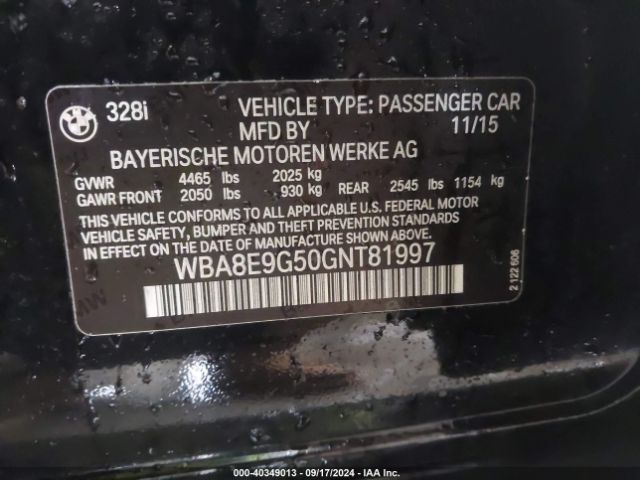 BMW
328i VEHICLE TYPE: PASSENGER CAR
MFD BY 11/15
BAYERISCHE MOTOREN WERKE AG
GVWR 4465 lbs 2025 kg
GAWR FRONT 2050 lbs 930 kg REAR 2545 lbs 1154 kg
THIS VEHICLE CONFORMS TO ALL APPLICABLE U.S. FEDERAL MOTOR
VEHICLE SAFETY, BUMPER AND THEFT PREVENTION STANDARDS
IN EFFECT ON THE DATE OF MANUFACTURE SHOWN ABOVE.
WBA8E9G50GNT81997
2 122 606
000-40349013 - 09/17/2024 - IAA Inc.